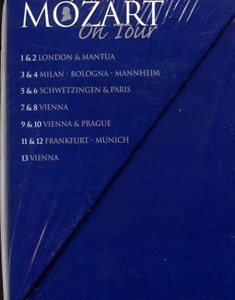 MOZART
On Tour
1 & 2 LONDON & MANTUA
3 & 4 MILAN - BOLOGNA - MANNHEIM
5 & 6 SCHWETZINGEN & PARIS
7 & 8 VIENNA
9 & 10 VIENNA & PRAGUE
11 & 12 FRANKFURT - MUNICH
13 VIENNA